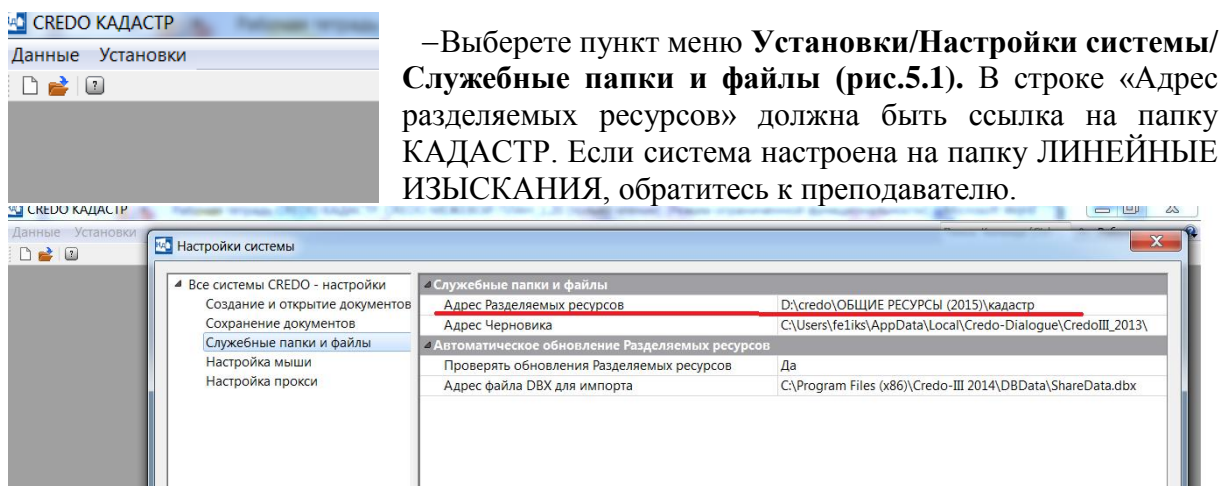 CREDO КАДАСТР
Данные Установки
–Выберете пункт меню Установки/Настройки системы/
Служебные папки и файлы (рис.5.1). В строке «Адрес
разделяемых ресурсов» должна быть ссылка на папку
КАДАСТР. Если система настроена на папку ЛИНЕЙНЫЕ
ИЗЫСКАНИЯ, обратитесь к преподавателю.
CREDO КАДАСТР
Данные Установки
Настройки системы
Все системы CREDO - настройки
Создание и открытие документов
Сохранение документов
Служебные папки и файлы
Настройка мыши
Настройка прокси
Служебные папки и файлы
Адрес Разделяемых ресурсов D:\credo\ОБЩИЕ РЕСУРСЫ (2015)\кадастр
Адрес Черновика C:\Users\fe1iks\AppData\Local\Credo-Dialogue\CredoIII_2013\
Автоматическое обновление Разделяемых ресурсов
Проверять обновления Разделяемых ресурсов Да
Адрес файла DBX для импорта C:\Program Files (x86)\Credo-III 2014\DBData\ShareData.dbx